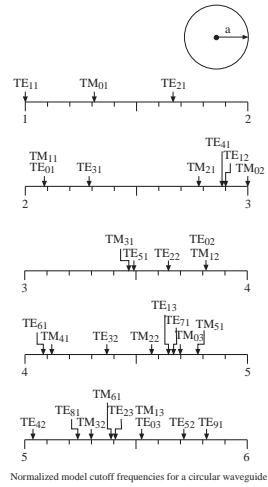 a
TE11 TM01 TE21
1 2
TE41
TM11 TE12
TE01 TE31 TM21 TM02
2 3
TM31 TE02
TE51 TE22 TM12
3 4
TE13
TE61 TE71 TM51
TM41 TE32 TM22 TM03
4 5
TM61
TE81 TE23 TM13
TE42 TM32 TE03 TE52 TE91
5 6
Normalized model cutoff frequencies for a circular waveguide